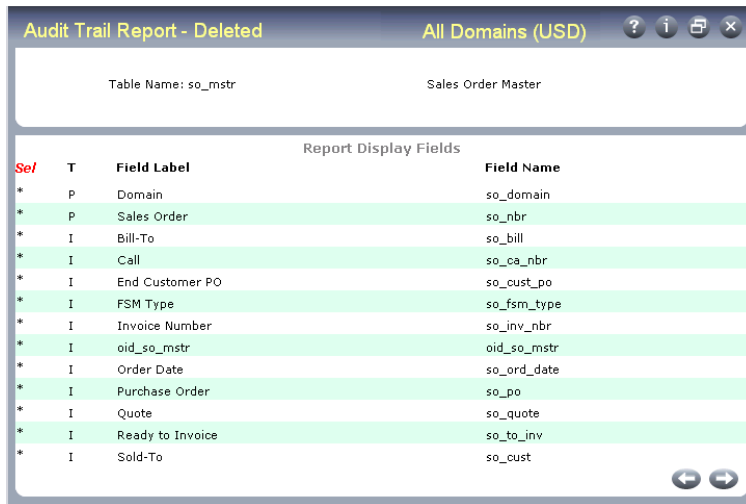 Audit Trail Report - Deleted All Domains (USD) ? i
Table Name: so_mstr Sales Order Master
Report Display Fields
Sel T Field Label Field Name
* P Domain so_domain
* P Sales Order so_nbr
* I Bill-To so_bill
* I Call so_ca_nbr
* I End Customer PO so_cust_po
* I FSM Type so_fsm_type
* I Invoice Number so_inv_nbr
* I oid_so_mstr oid_so_mstr
* I Order Date so_ord_date
* I Purchase Order so_po
* I Quote so_quote
* I Ready to Invoice so_to_inv
* I Sold-To so_cust